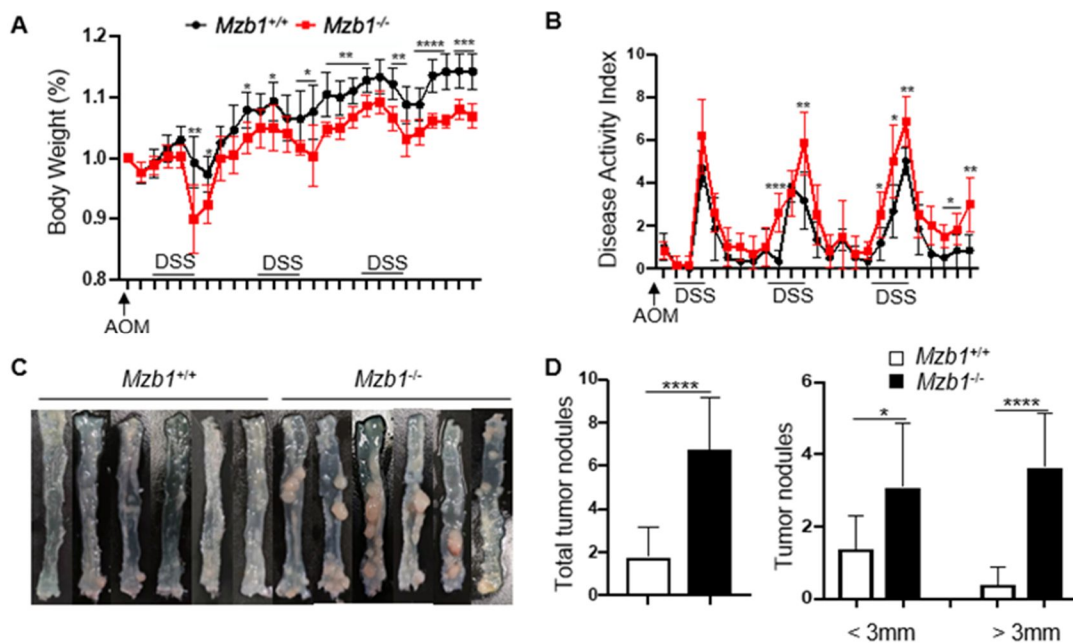 A
Mzb1+/+ Mzb1-/-
Body Weight (%)
1.2
1.1
1.0
0.9
0.8
** * * * * ** ** **** ***
DSS DSS DSS
AOM
B
Disease Activity Index
10
8
6
4
2
0
*** ** * * ** * **
DSS DSS DSS
AOM
C
Mzb1+/+ Mzb1-/-
D
Total tumor nodules
10
8
6
4
2
0
****
Mzb1+/+
Mzb1-/-
Tumor nodules
6
4
2
0
* ****
< 3mm > 3mm